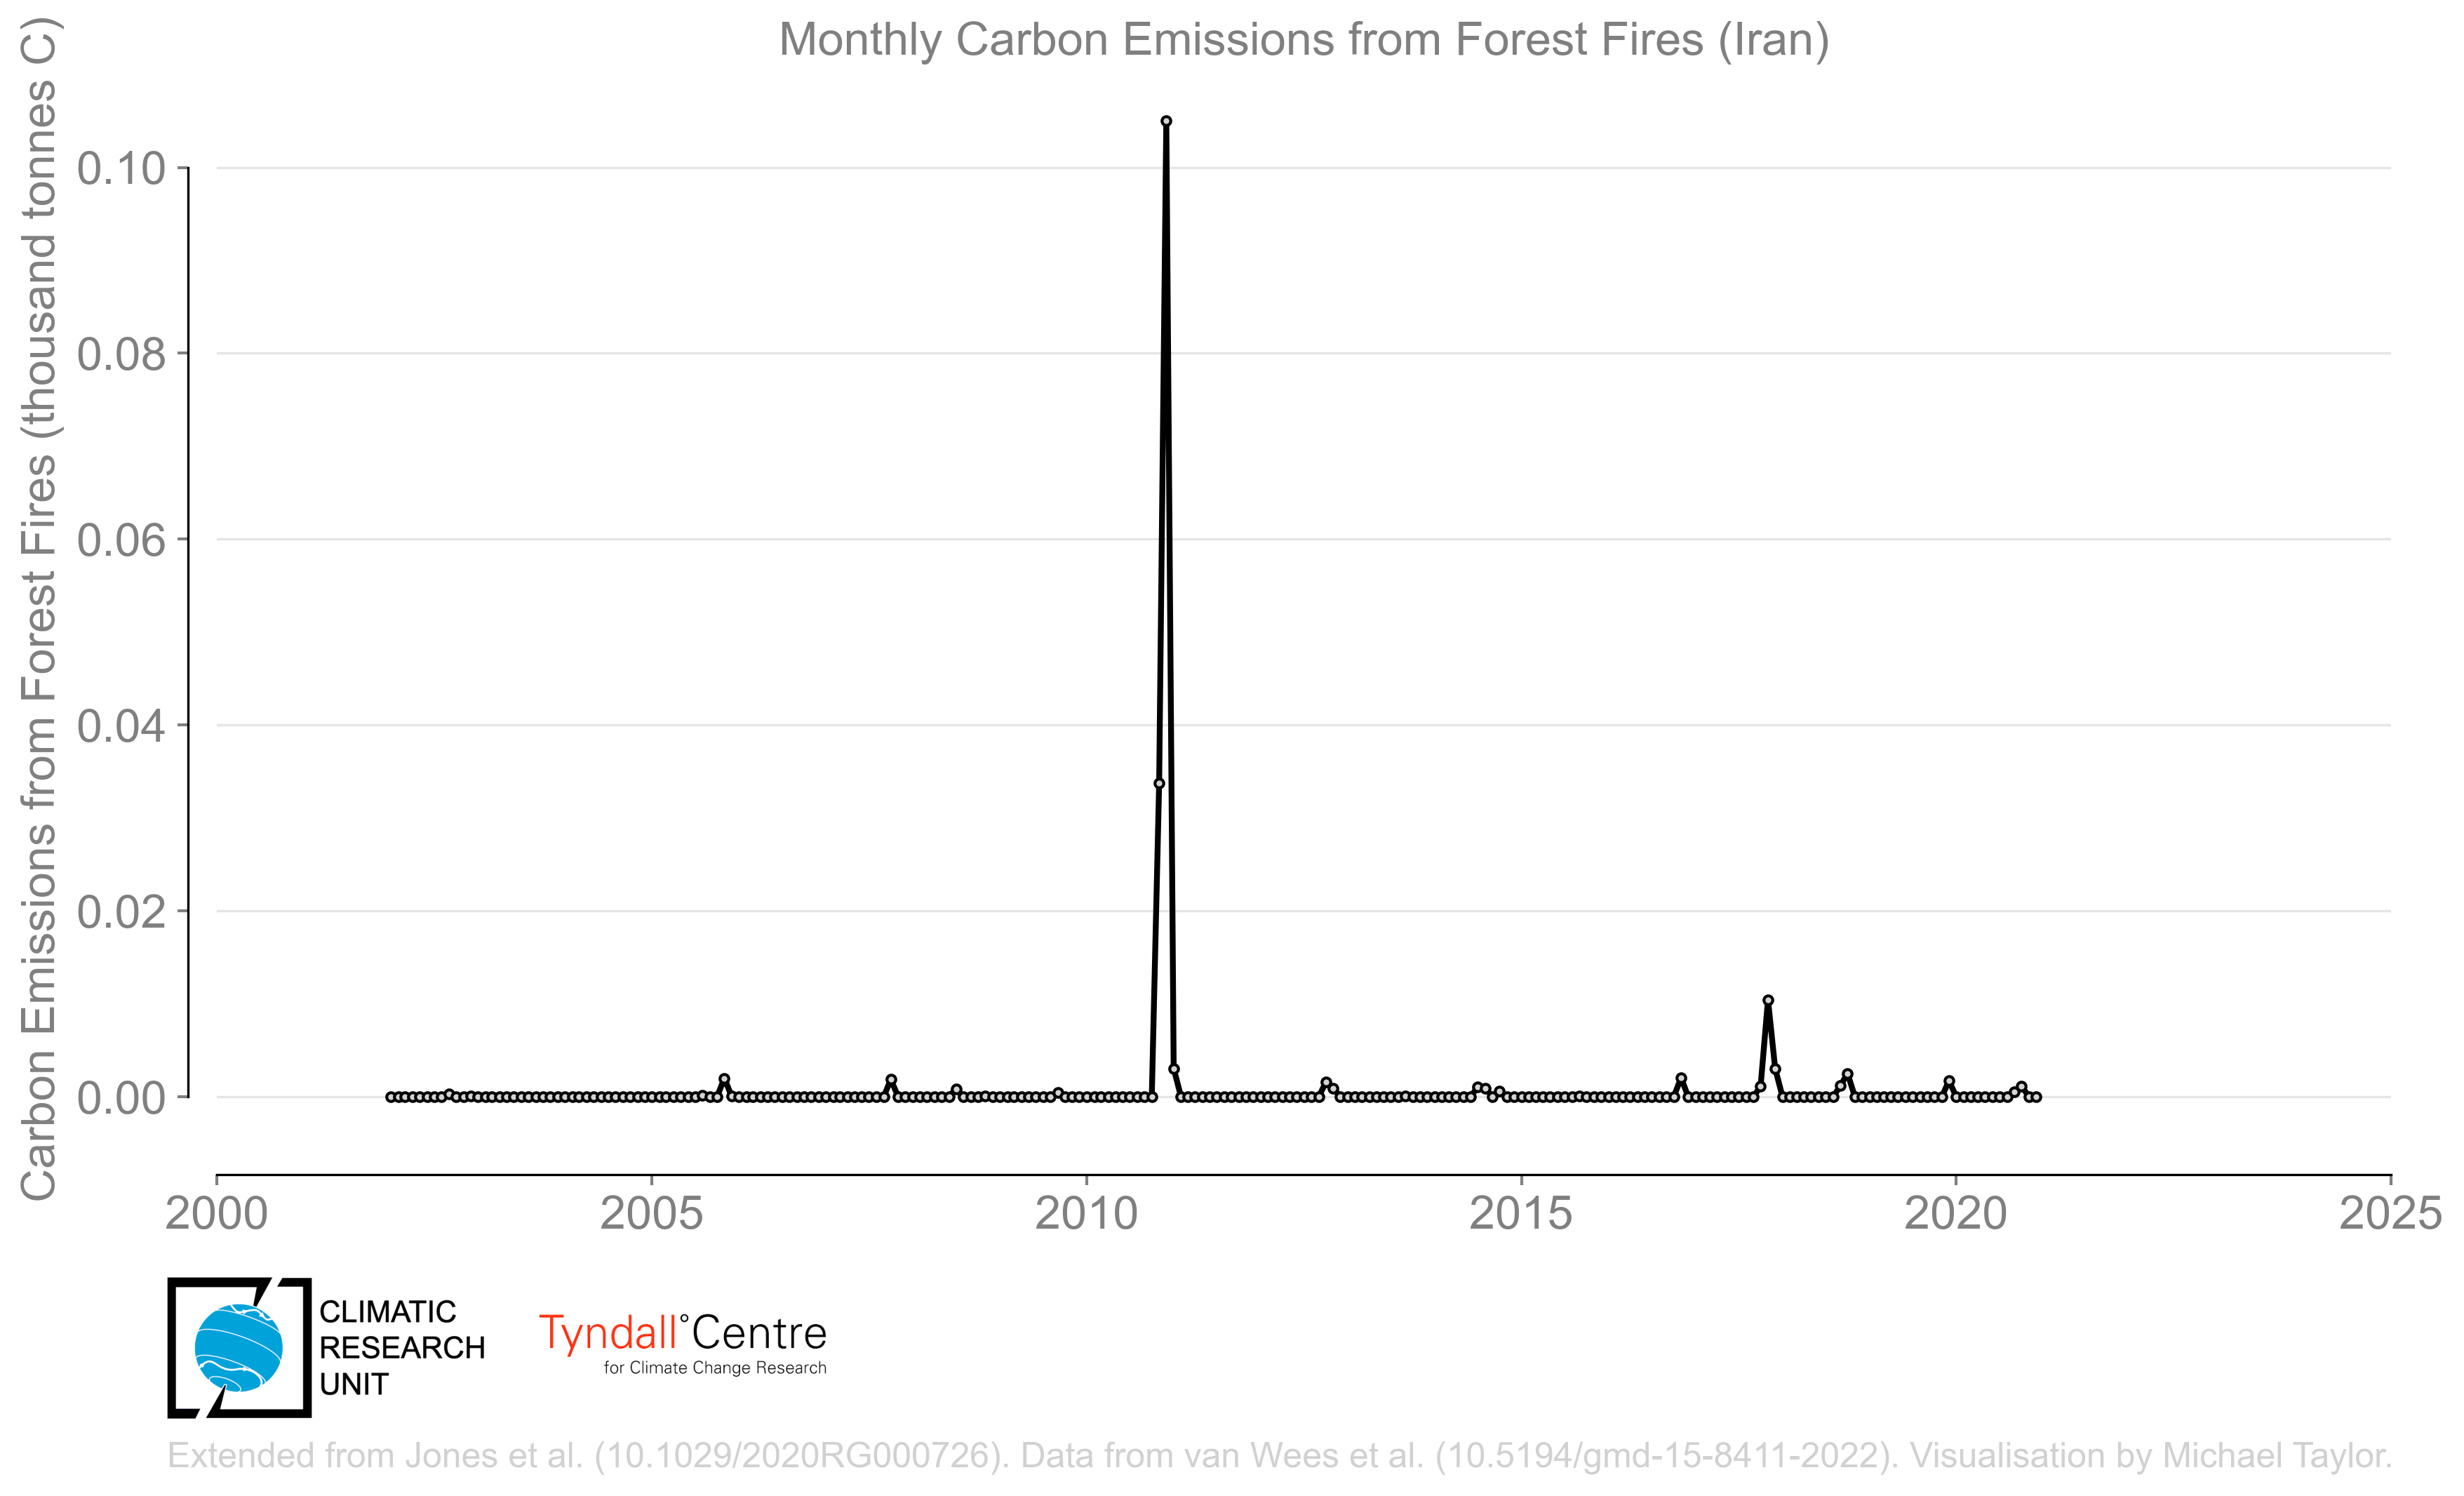 Monthly Carbon Emissions from Forest Fires (Iran)
Carbon Emissions from Forest Fires (thousand tonnes C)
0.10
0.08
0.06
0.04
0.02
0.00
2000 2005 2010 2015 2020 2025
CLIMATIC
RESEARCH
UNIT
Tyndall°Centre
for Climate Change Research
Extended from Jones et al. (10.1029/2020RG000726). Data from van Wees et al. (10.5194/gmd-15-8411-2022). Visualisation by Michael Taylor.